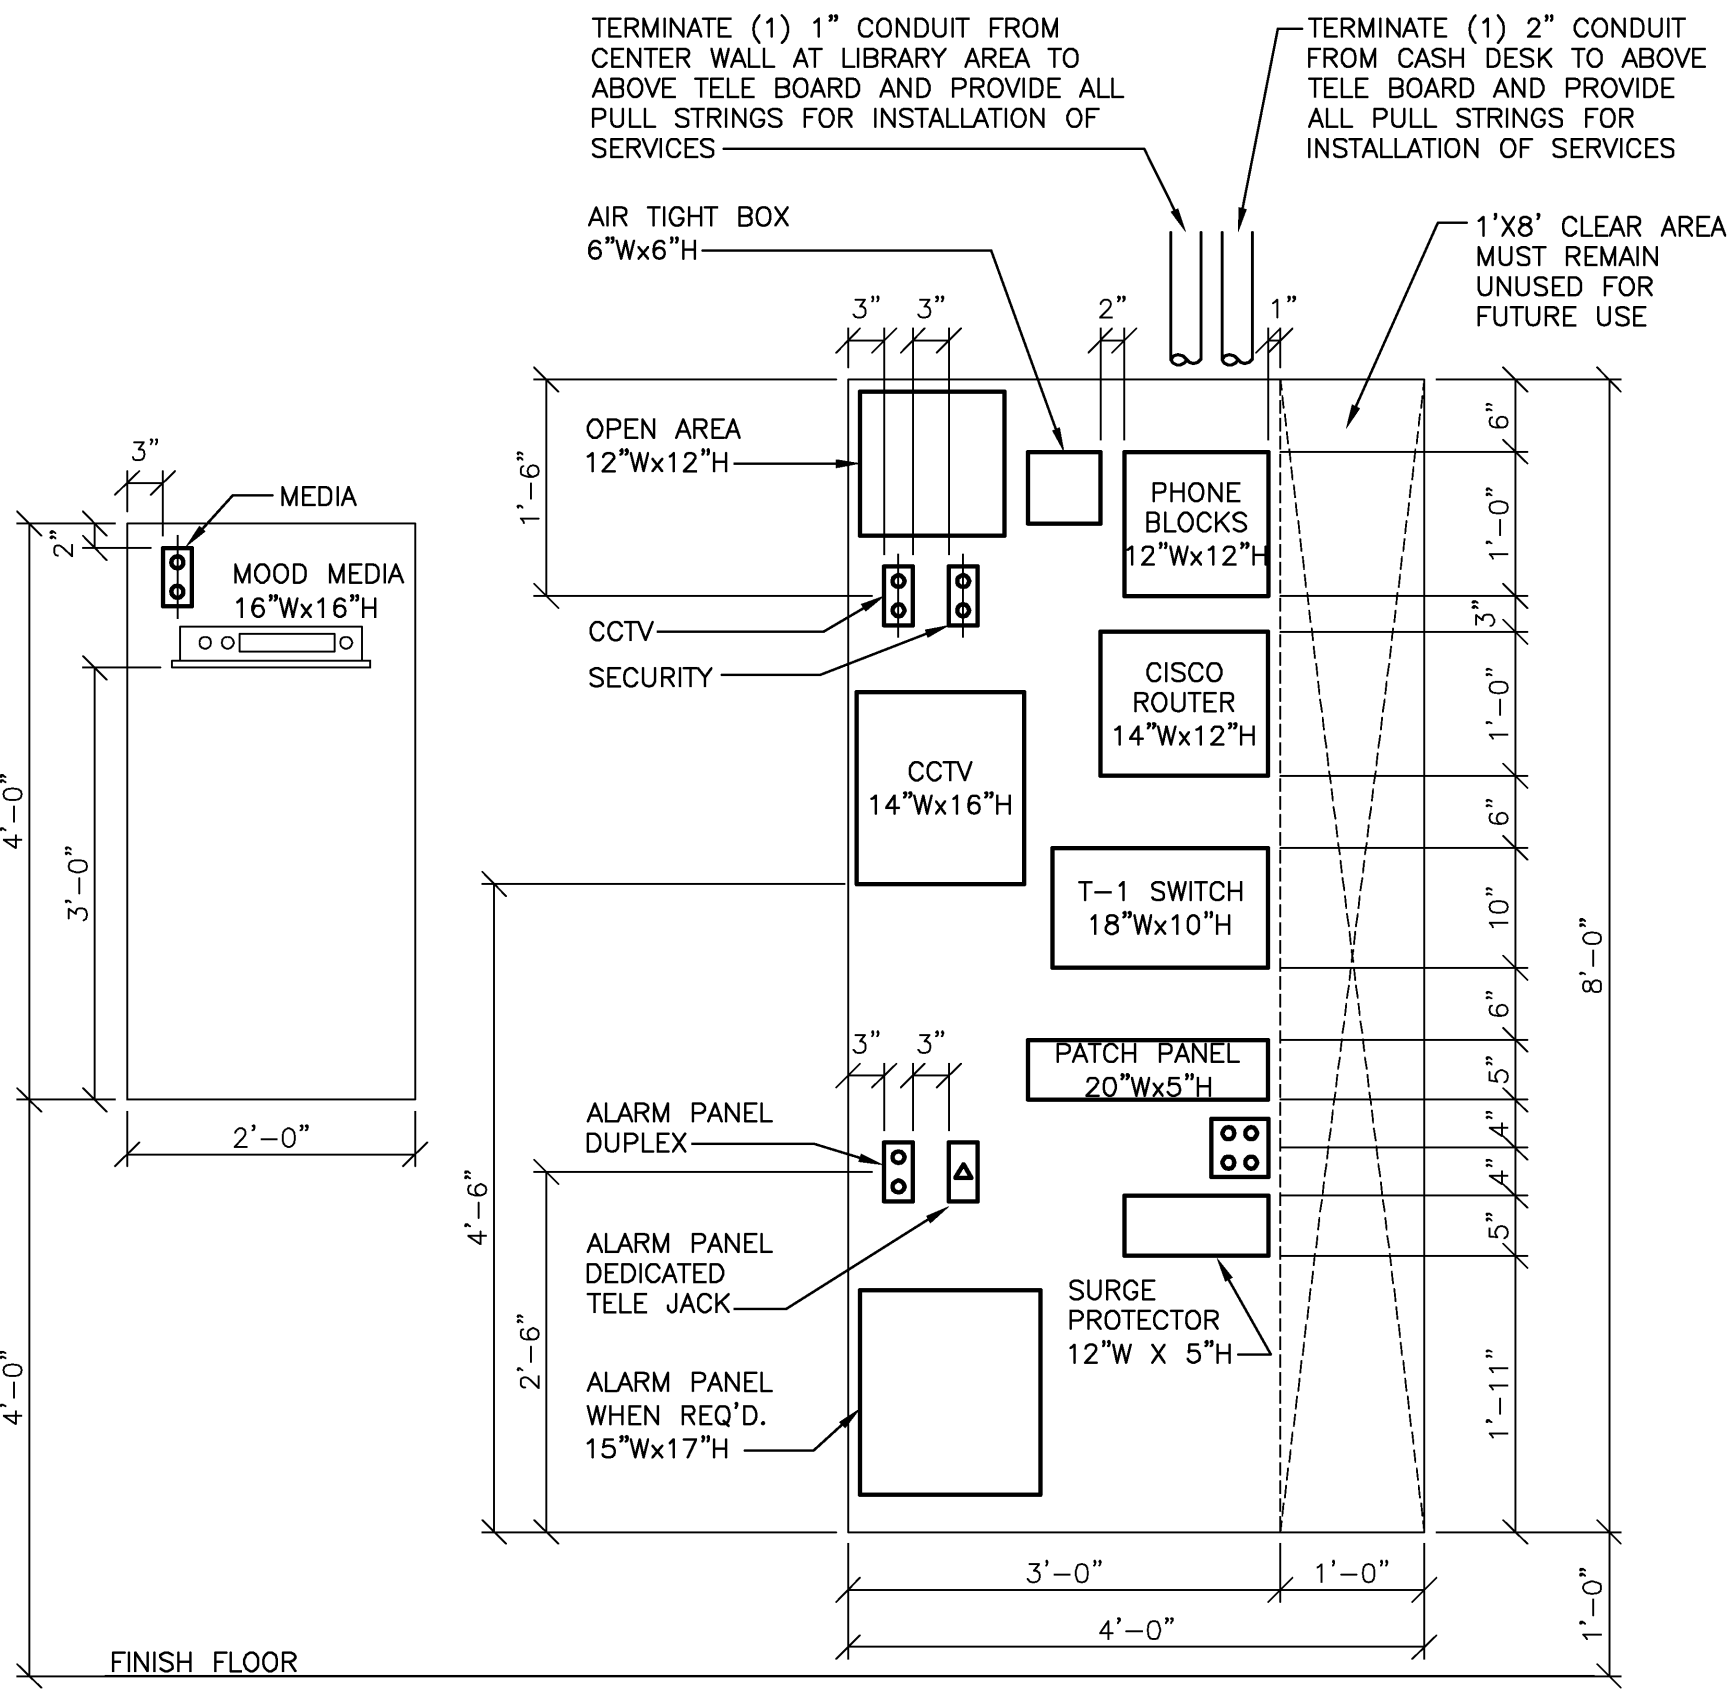 TERMINATE (1) 1" CONDUIT FROM
CENTER WALL AT LIBRARY AREA TO
ABOVE TELE BOARD AND PROVIDE ALL
PULL STRINGS FOR INSTALLATION OF
SERVICES
TERMINATE (1) 2" CONDUIT
FROM CASH DESK TO ABOVE
TELE BOARD AND PROVIDE
ALL PULL STRINGS FOR
INSTALLATION OF SERVICES
AIR TIGHT BOX
6"Wx6"H
1'X8' CLEAR AREA
MUST REMAIN
UNUSED FOR
FUTURE USE
3"
3"
2"
1"
OPEN AREA
12"Wx12"H
1'-6"
PHONE
BLOCKS
12"Wx12"H
6"
1'-0"
3"
1'-0"
6"
10"
6"
5"
4"
4"
5"
1'-11"
8'-0"
1'-0"
3"
MEDIA
2"
MOOD MEDIA
16"Wx16"H
4'-0"
3'-0"
2'-0"
4'-0"
CCTV
SECURITY
CISCO
ROUTER
14"Wx12"H
CCTV
14"Wx16"H
T-1 SWITCH
18"Wx10"H
3"
3"
PATCH PANEL
20"Wx5"H
ALARM PANEL
DUPLEX
4'-6"
2'-6"
ALARM PANEL
DEDICATED
TELE JACK
SURGE
PROTECTOR
12"W X 5"H
ALARM PANEL
WHEN REQ'D.
15"Wx17"H
3'-0"
1'-0"
4'-0"
FINISH FLOOR